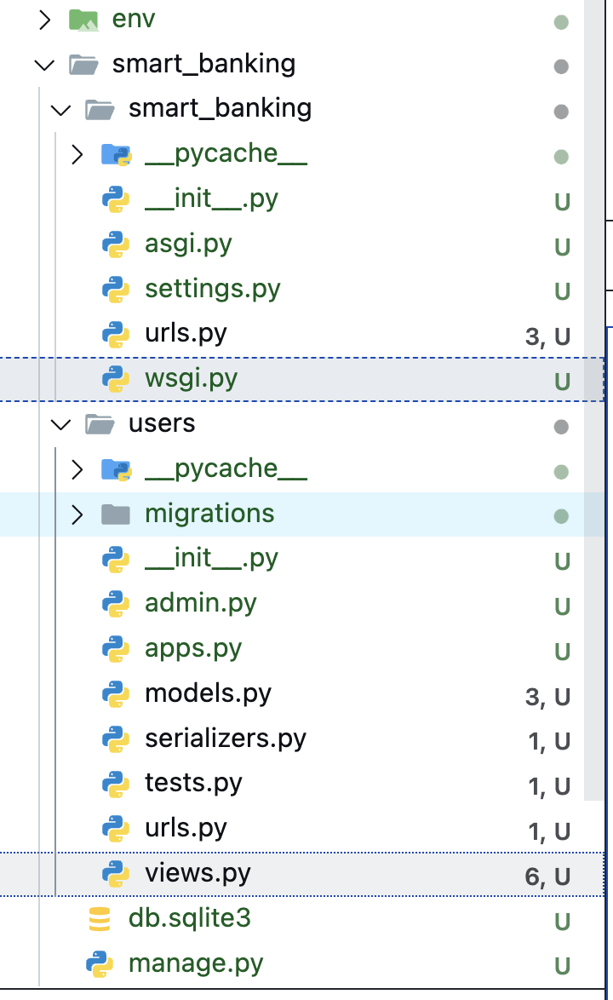 env
smart_banking
smart_banking
__pycache__
__init__.py U
asgi.py U
settings.py U
urls.py 3, U
wsgi.py U
users
__pycache__
migrations
__init__.py U
admin.py U
apps.py U
models.py 3, U
serializers.py 1, U
tests.py 1, U
urls.py 1, U
views.py 6, U
db.sqlite3 U
manage.py U